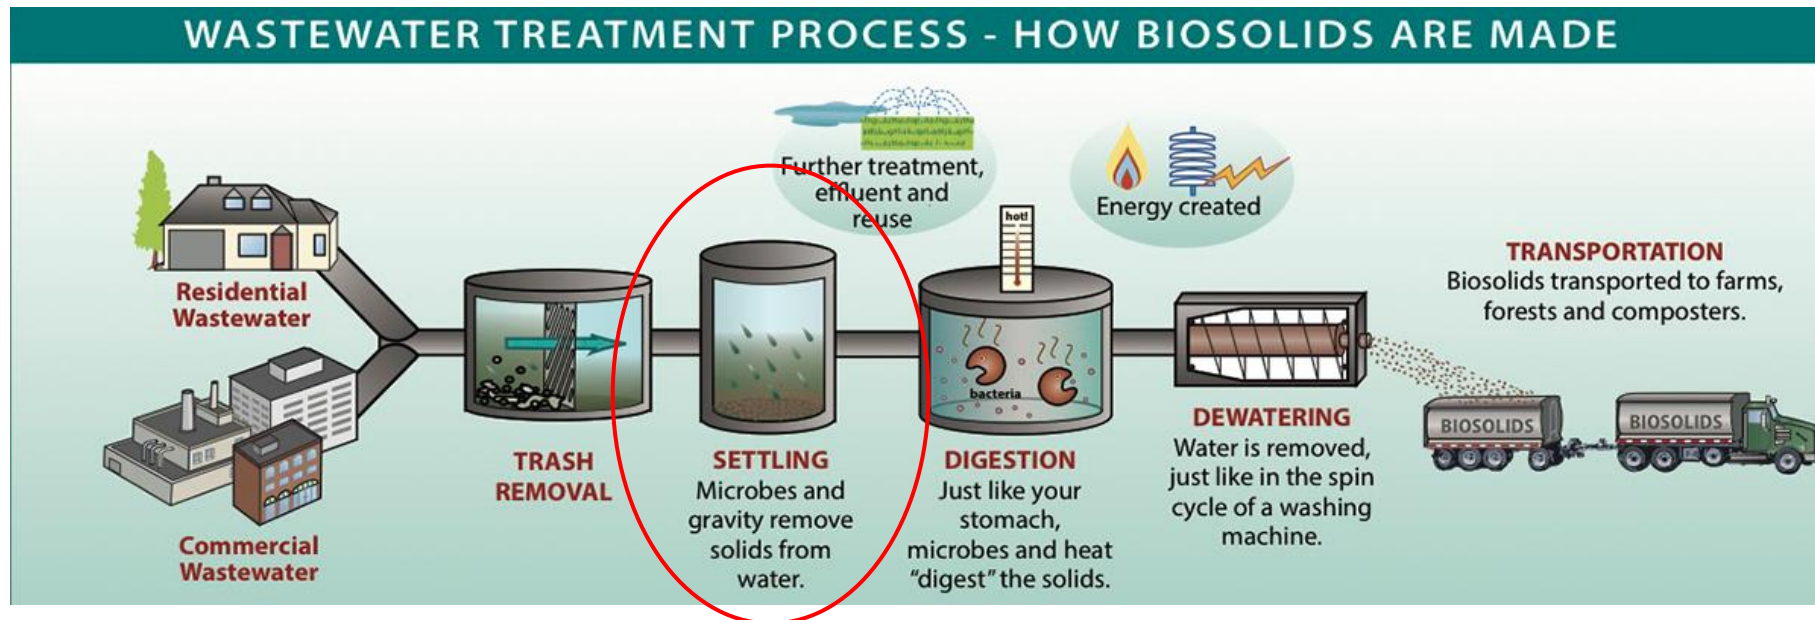 WASTEWATER TREATMENT PROCESS - HOW BIOSOLIDS ARE MADE
Further treatment,
effluent and
reuse
Energy created
hot!
Residential
Wastewater
Commercial
Wastewater
TRASH
REMOVAL
SETTLING
Microbes and
gravity remove
solids from
water.
bacteria
DIGESTION
Just like your
stomach,
microbes and heat
“digest” the solids.
DEWATERING
Water is removed,
just like in the spin
cycle of a washing
machine.
TRANSPORTATION
Biosolids transported to farms,
forests and composters.
BIOSOLIDS
BIOSOLIDS